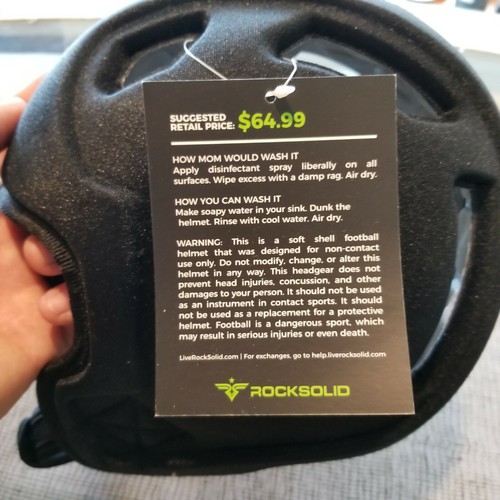 SUGGESTED
RETAIL PRICE: $64.99
HOW MOM WOULD WASH IT
Apply disinfectant spray liberally on all
surfaces. Wipe excess with a damp rag. Air dry.
HOW YOU CAN WASH IT
Make soapy water in your sink. Dunk the
helmet. Rinse with cool water. Air dry.
WARNING: This is a soft shell football
helmet that was designed for non-contact
use only. Do not modify, change, or alter this
helmet in any way. This headgear does not
prevent head injuries, concussion, and other
damages to your person. It should not be used
as an instrument in contact sports. It should
not be used as a replacement for a protective
helmet. Football is a dangerous sport, which
may result in serious injuries or even death.
LiveRockSolid.com | For exchanges, go to help.liverocksolid.com
ROCKSOLID